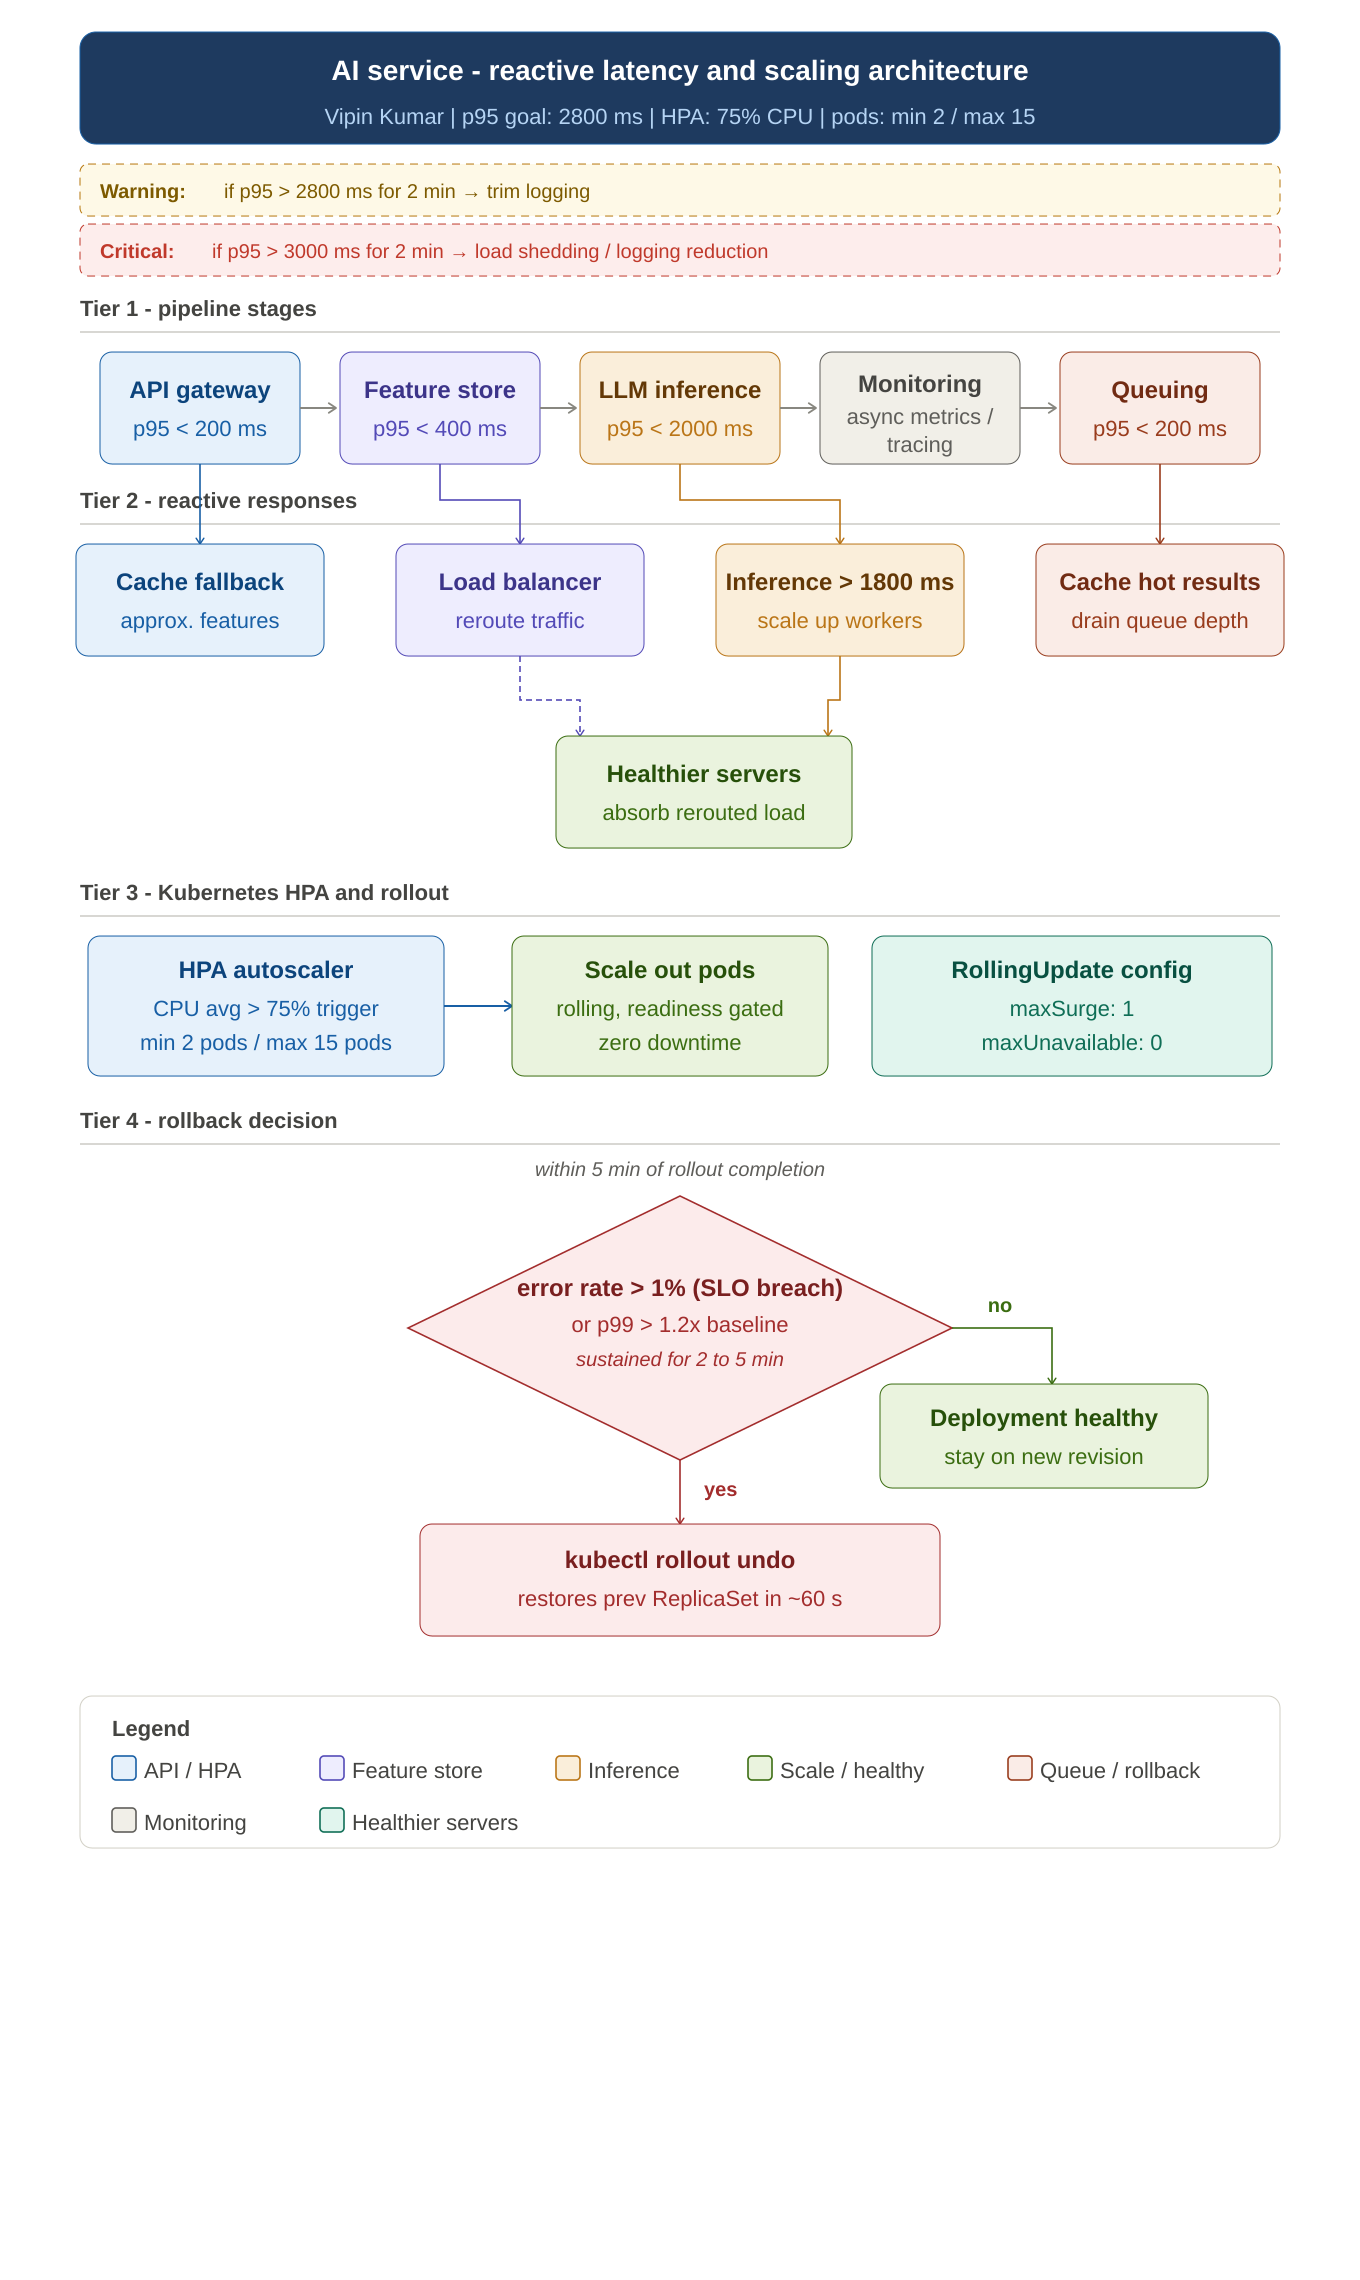 AI service - reactive latency and scaling architecture
Vipin Kumar | p95 goal: 2800 ms | HPA: 75% CPU | pods: min 2 / max 15
Warning: if p95 > 2800 ms for 2 min → trim logging
Critical: if p95 > 3000 ms for 2 min → load shedding / logging reduction
Tier 1 - pipeline stages
API gateway
p95 < 200 ms
Feature store
p95 < 400 ms
LLM inference
p95 < 2000 ms
Monitoring
async metrics /
tracing
Queuing
p95 < 200 ms
Tier 2 - reactive responses
Cache fallback
approx. features
Load balancer
reroute traffic
Inference > 1800 ms
scale up workers
Cache hot results
drain queue depth
Healthier servers
absorb rerouted load
Tier 3 - Kubernetes HPA and rollout
HPA autoscaler
CPU avg > 75% trigger
min 2 pods / max 15 pods
Scale out pods
rolling, readiness gated
zero downtime
RollingUpdate config
maxSurge: 1
maxUnavailable: 0
Tier 4 - rollback decision
within 5 min of rollout completion
error rate > 1% (SLO breach)
or p99 > 1.2x baseline
sustained for 2 to 5 min
no
Deployment healthy
stay on new revision
yes
kubectl rollout undo
restores prev ReplicaSet in ~60 s
Legend
API / HPA
Feature store
Inference
Scale / healthy
Queue / rollback
Monitoring
Healthier servers